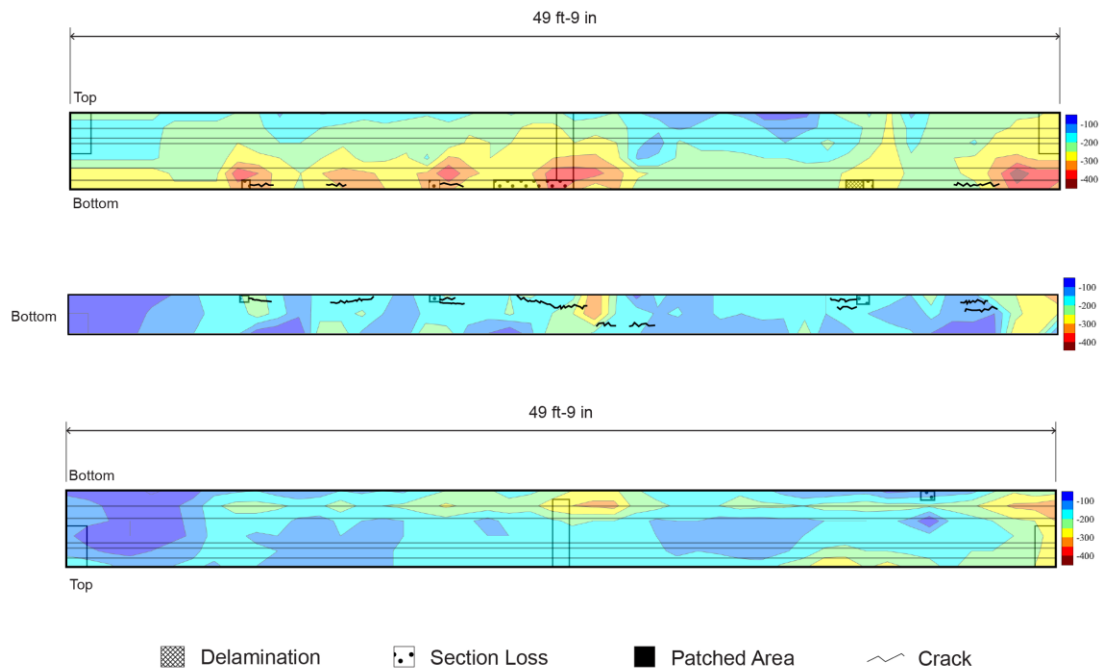 49 ft-9 in
Top
-100
-200
-300
-400
Bottom
Bottom
-100
-200
-300
-400
49 ft-9 in
Bottom
-100
-200
-300
-400
Top
Delamination
Section Loss
Patched Area
Crack